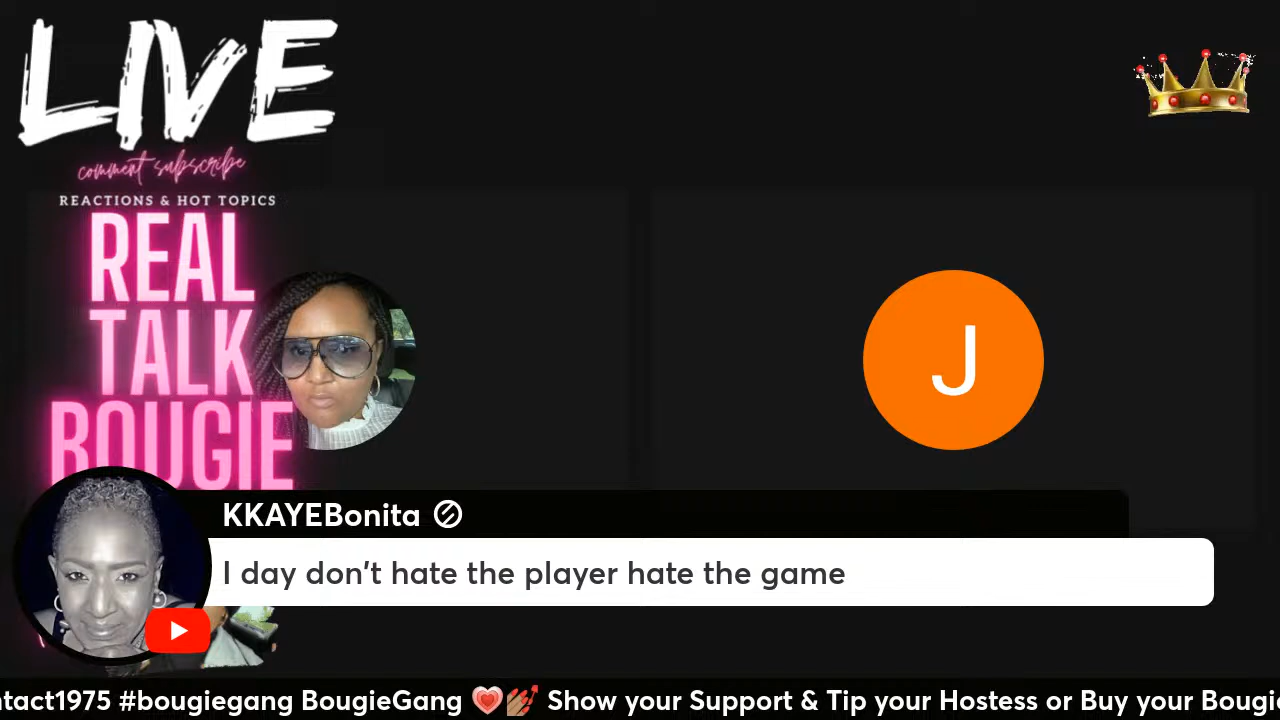 LIVE
comment subscribe
REACTIONS & HOT TOPICS
REAL
TALK
BOUGIE
J
KKAYEBonita
I day don't hate the player hate the game
ntact1975 #bougiegang BougieGang 💗💅🏽 Show your Support & Tip your Hostess or Buy your Bougi